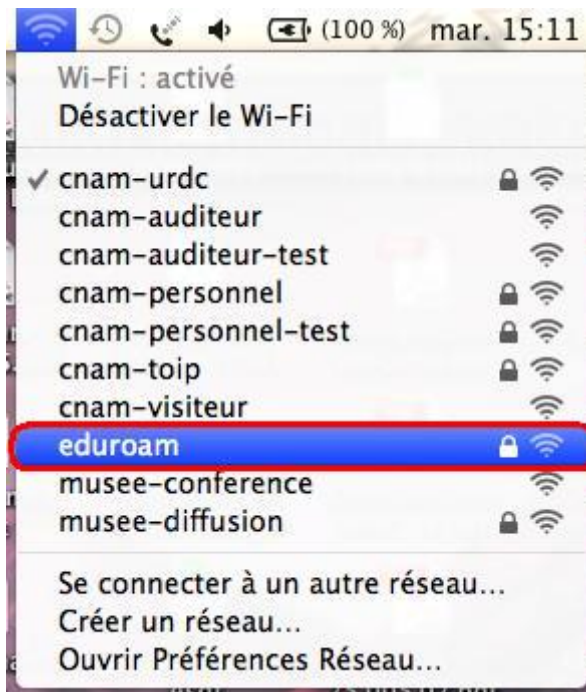 (100 %) mar. 15:11
Wi-Fi : activé
Désactiver le Wi-Fi
cnam-urdc
cnam-auditeur
cnam-auditeur-test
cnam-personnel
cnam-personnel-test
cnam-toip
cnam-visiteur
eduroam
musee-conference
musee-diffusion
Se connecter à un autre réseau...
Créer un réseau...
Ouvrir Préférences Réseau...